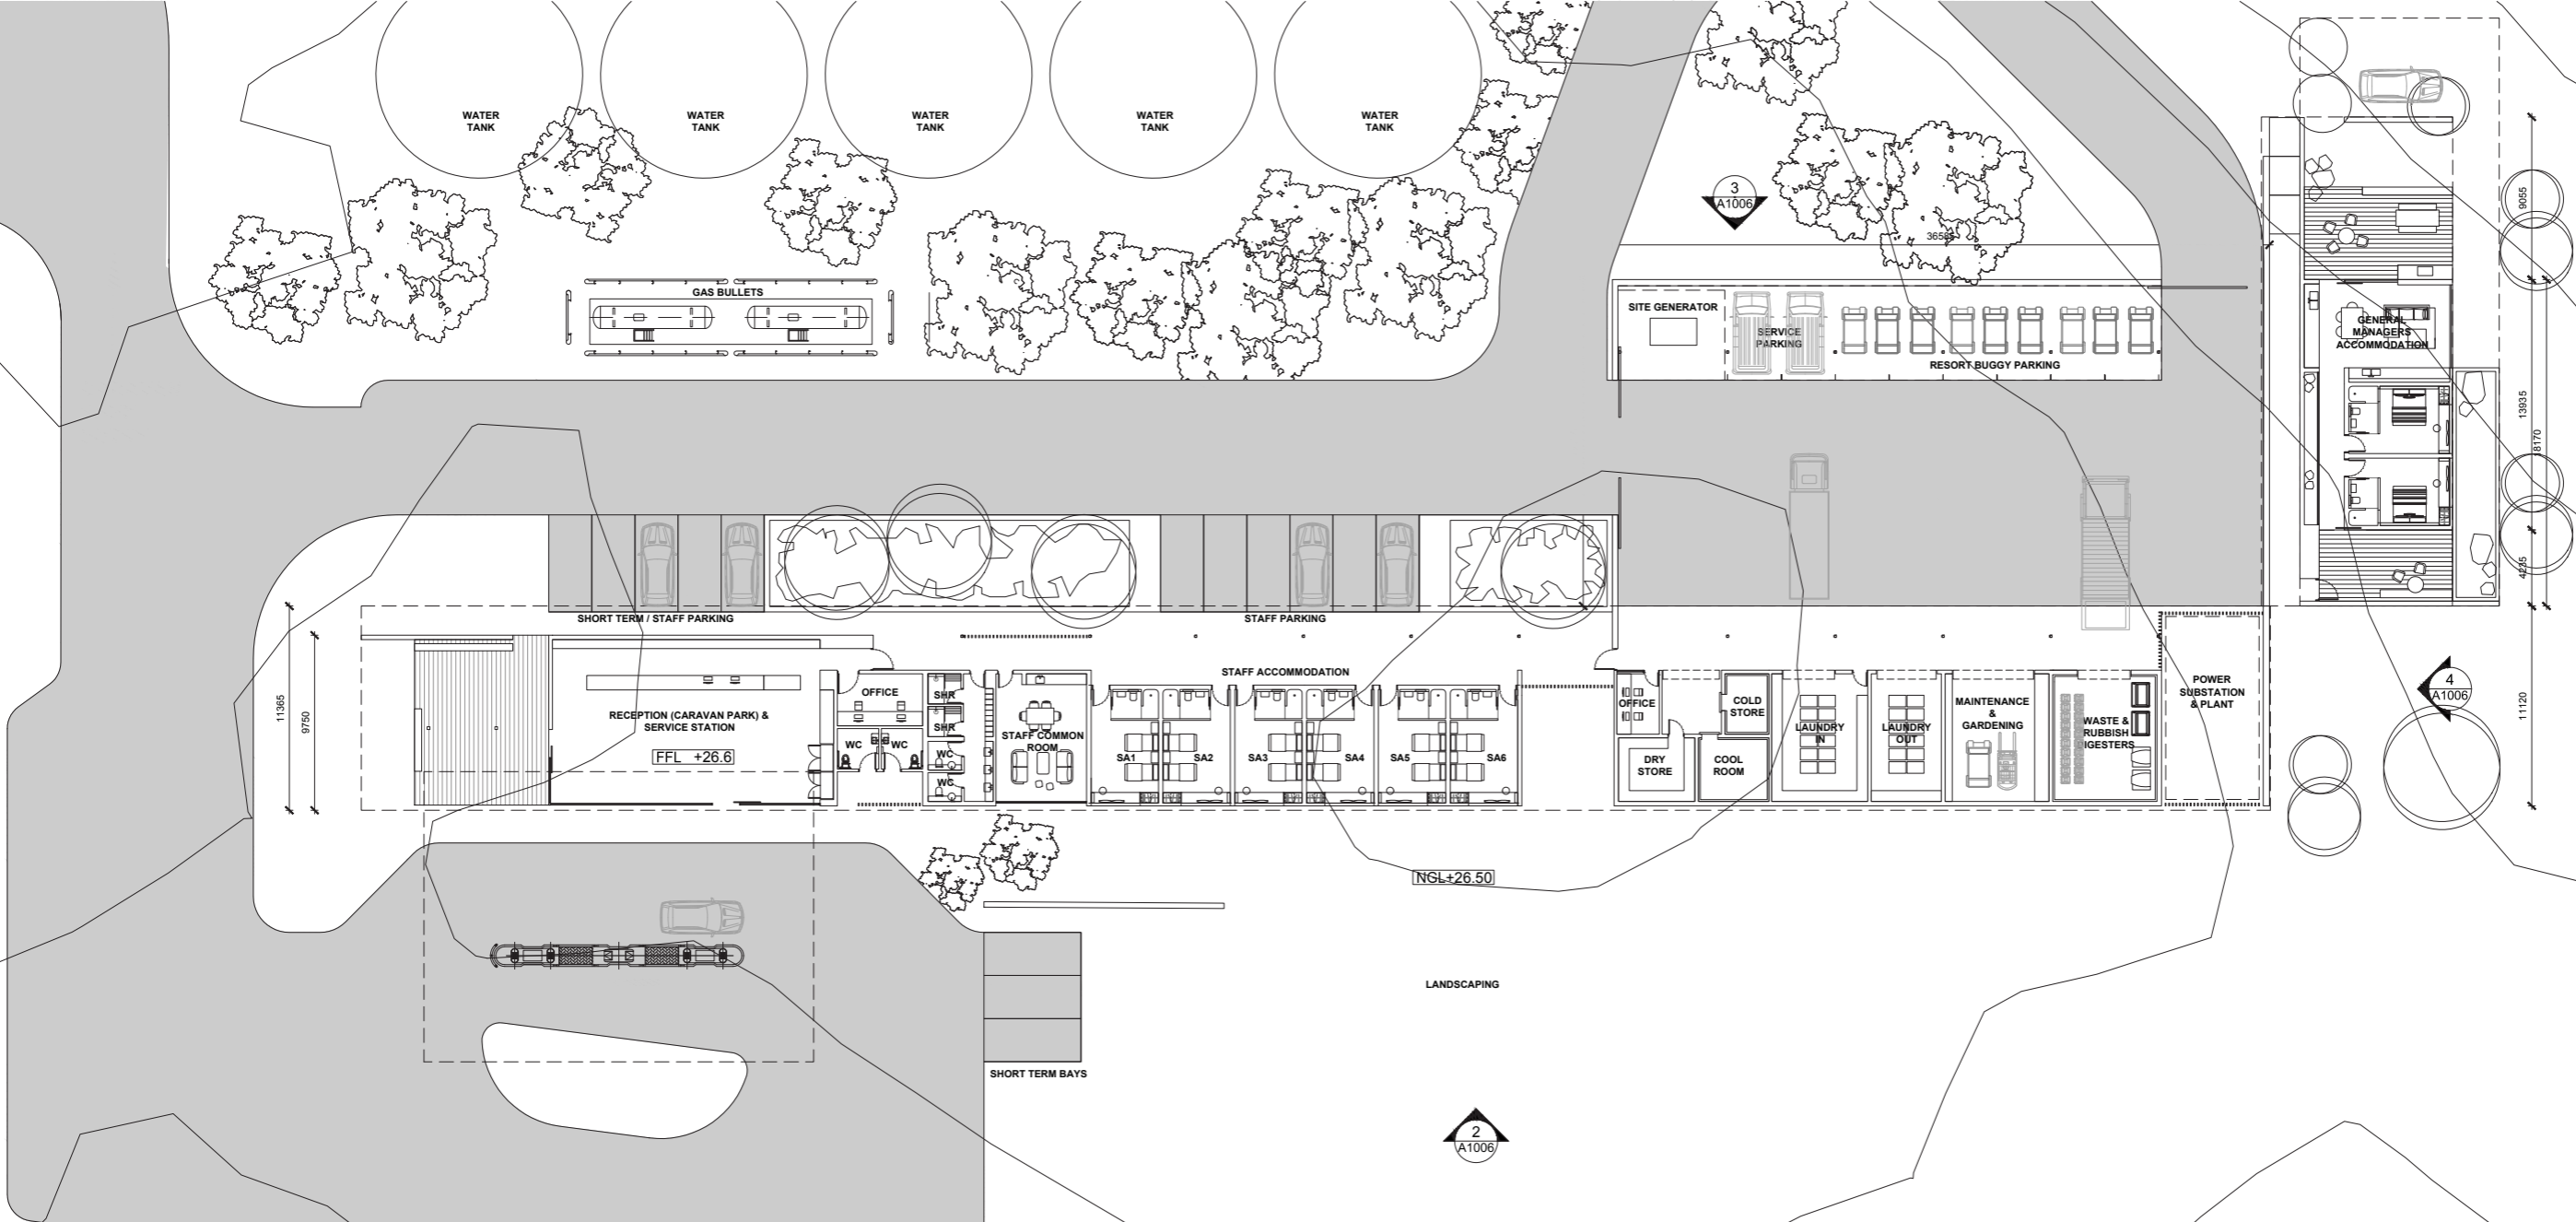 WATER
TANK
WATER
TANK
WATER
TANK
WATER
TANK
WATER
TANK
3
A1006
9055
GAS BULLETS
SITE GENERATOR
SERVICE
PARKING
RESORT BUGGY PARKING
GENERAL
MANAGERS
ACCOMMODATION
13935
18170
4235
SHORT TERM / STAFF PARKING
STAFF PARKING
STAFF ACCOMMODATION
11365
9750
RECEPTION (CARAVAN PARK) &
SERVICE STATION
FFL +26.6
OFFICE
WC
WC
SHR
SHR
WC
WC
STAFF COMMON
ROOM
SA1
SA2
SA3
SA4
SA5
SA6
OFFICE
DRY
STORE
COLD
STORE
COOL
ROOM
LAUNDRY
IN
LAUNDRY
OUT
MAINTENANCE
&
GARDENING
WASTE &
RUBBISH
DIGESTERS
POWER
SUBSTATION
& PLANT
4
A1006
11120
NGL+26.50
LANDSCAPING
SHORT TERM BAYS
2
A1006